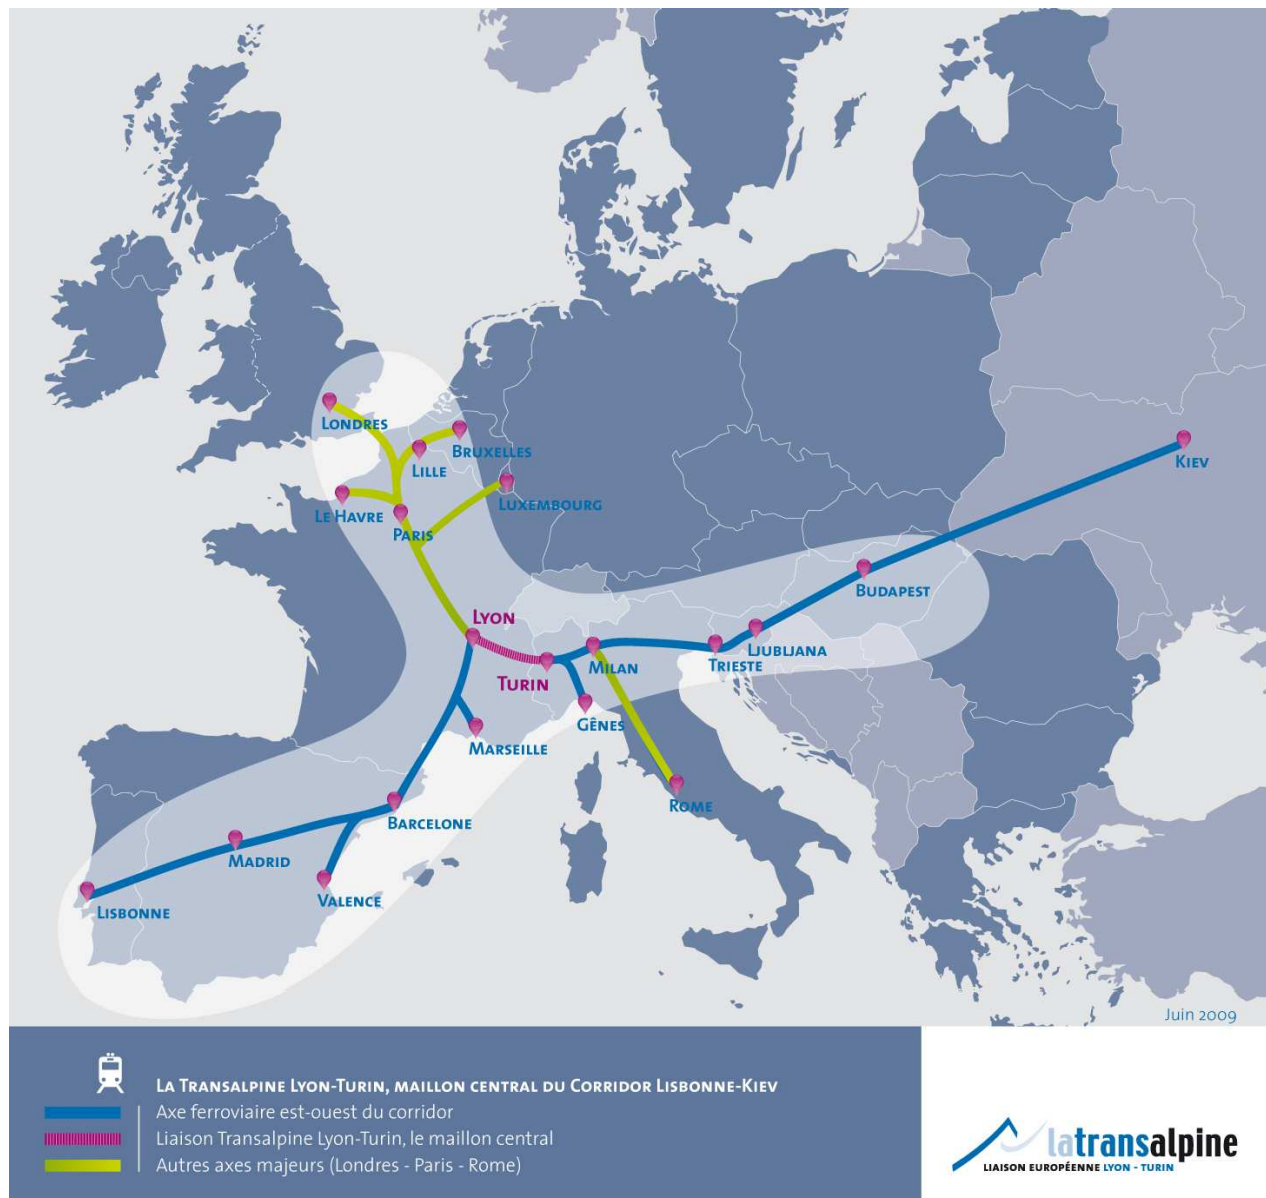 Londres
Bruxelles
Lille
Kiev
Luxembourg
Le Havre
Paris
Budapest
Lyon
Ljubljana
Milan
Trieste
Turin
Gênes
Marseille
Rome
Barcelone
Madrid
Valence
Lisbonne
Juin 2009
La Transalpine Lyon-Turin, maillon central du Corridor Lisbonne-Kiev
Axe ferroviaire est-ouest du corridor
Liaison Transalpine Lyon-Turin, le maillon central
Autres axes majeurs (Londres - Paris - Rome)
latransalpine
LIAISON EUROPÉENNE LYON - TURIN